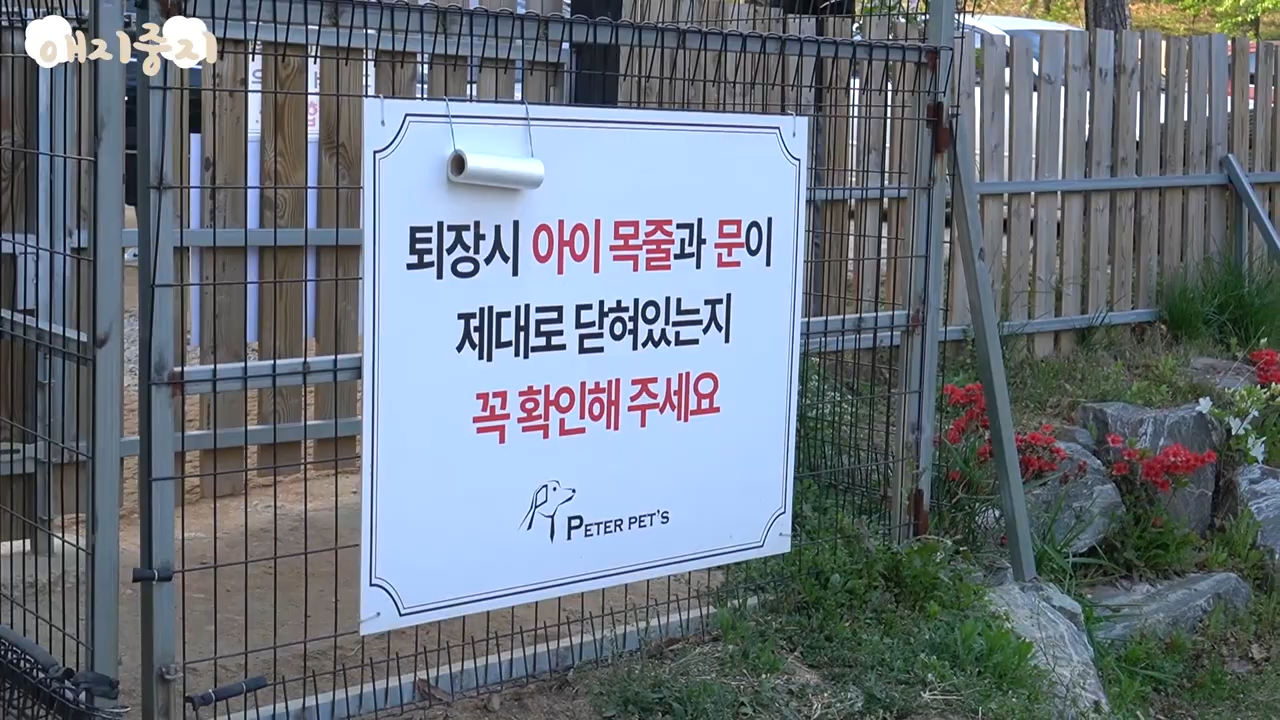 애지중지
퇴장시 아이 목줄과 문이
제대로 닫혀있는지
꼭 확인해 주세요
PETER PET'S